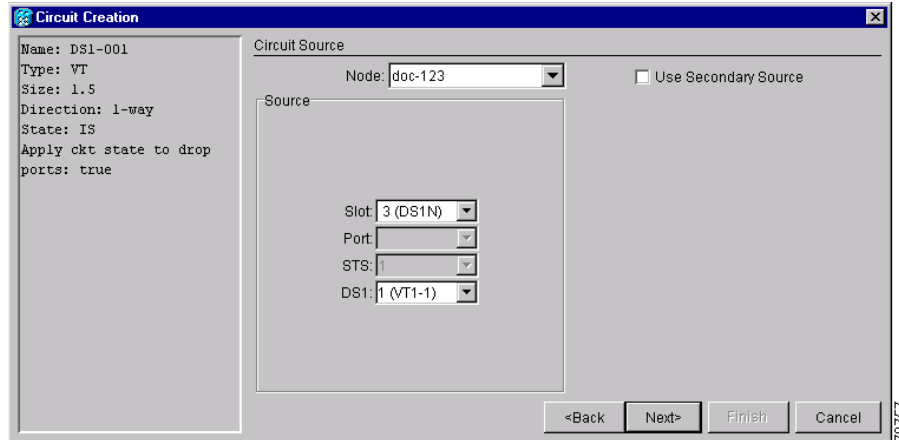 Circuit Creation
Name: DS1-001
Type: VT
Size: 1.5
Direction: 1-way
State: IS
Apply ckt state to drop
ports: true
Circuit Source
Node: doc-123
Use Secondary Source
Source
Slot: 3 (DS1N)
Port:
STS: 1
DS1: 1 (VT1-1)
<Back
Next>
Finish
Cancel